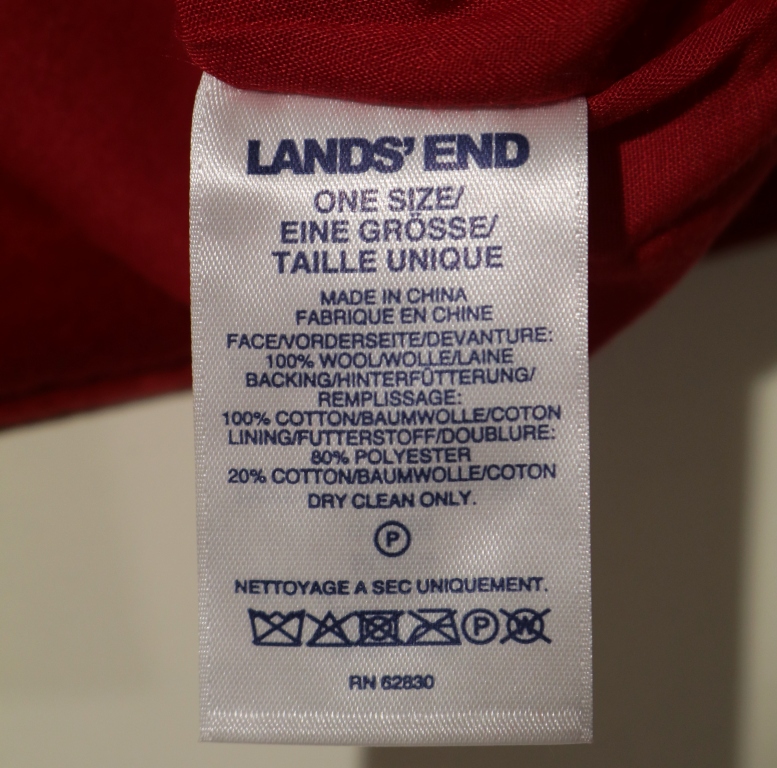 LANDS' END
ONE SIZE/
EINE GRÖSSE/
TAILLE UNIQUE
MADE IN CHINA
FABRIQUE EN CHINE
FACE/VORDERSEITE/DEVANTURE:
100% WOOL/WOLLE/LAINE
BACKING/HINTERFÜTTERUNG/
REMPLISSAGE:
100% COTTON/BAUMWOLLE/COTON
LINING/FUTTERSTOFF/DOUBLURE:
80% POLYESTER
20% COTTON/BAUMWOLLE/COTON
DRY CLEAN ONLY.
P
NETTOYAGE A SEC UNIQUEMENT.
P W
RN 62830